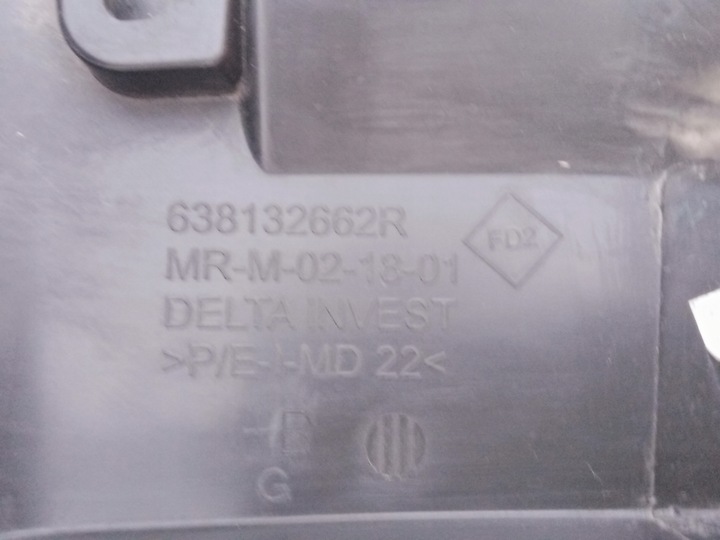 638132662R
FD2
MR-M-02-18-01
DELTA INVEST
>P/E-I-MD 22<
G